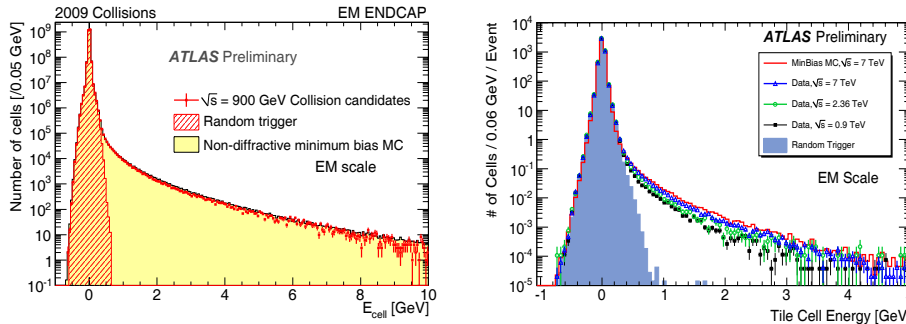 2009 Collisions EM ENDCAP
Number of cells [/0.05 GeV]
10⁹
10⁸
10⁷
10⁶
10⁵
10⁴
10³
10²
10
1
10⁻¹
ATLAS Preliminary
√s = 900 GeV Collision candidates
Random trigger
Non-diffractive minimum bias MC
EM scale
0 2 4 6 8 10
E_cell [GeV]
# of Cells / 0.06 GeV / Event
10⁴
10³
10²
10
1
10⁻¹
10⁻²
10⁻³
10⁻⁴
10⁻⁵
ATLAS Preliminary
MinBias MC,√s = 7 TeV
Data,√s = 7 TeV
Data,√s = 2.36 TeV
Data, √s = 0.9 TeV
Random Trigger
EM Scale
-1 0 1 2 3 4
Tile Cell Energy [GeV